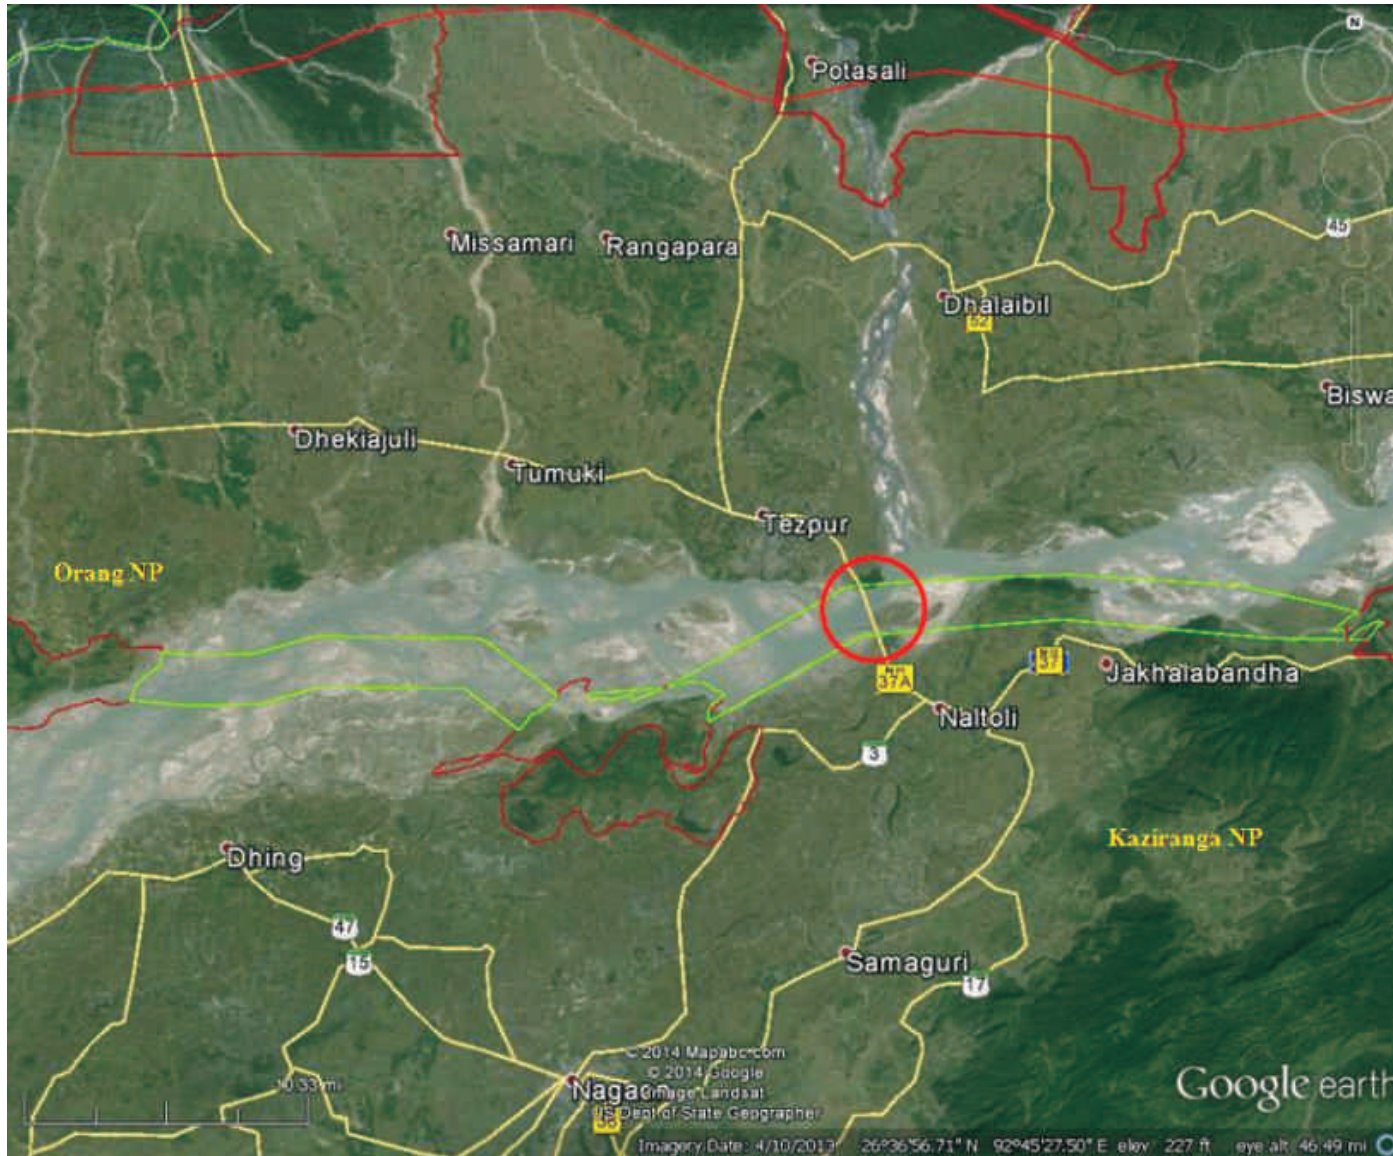 N
Potasali
45
Missamari
Rangapara
Dhalaibil
52
Biswa
Dhekiajuli
Tumuki
Tezpur
Orang NP
37
NH
37A
Jakhalabandha
Naltoli
3
Kaziranga NP
Dhing
47
15
Samaguri
17
© 2014 Mapabc.com
© 2014 Google
10.33 mi
Nagaon
Image Landsat
US Dept of State Geographer
36
Google earth
Imagery Date: 4/10/2013 26°36'56.71" N 92°45'27.50" E elev 227 ft eye alt 46.49 mi